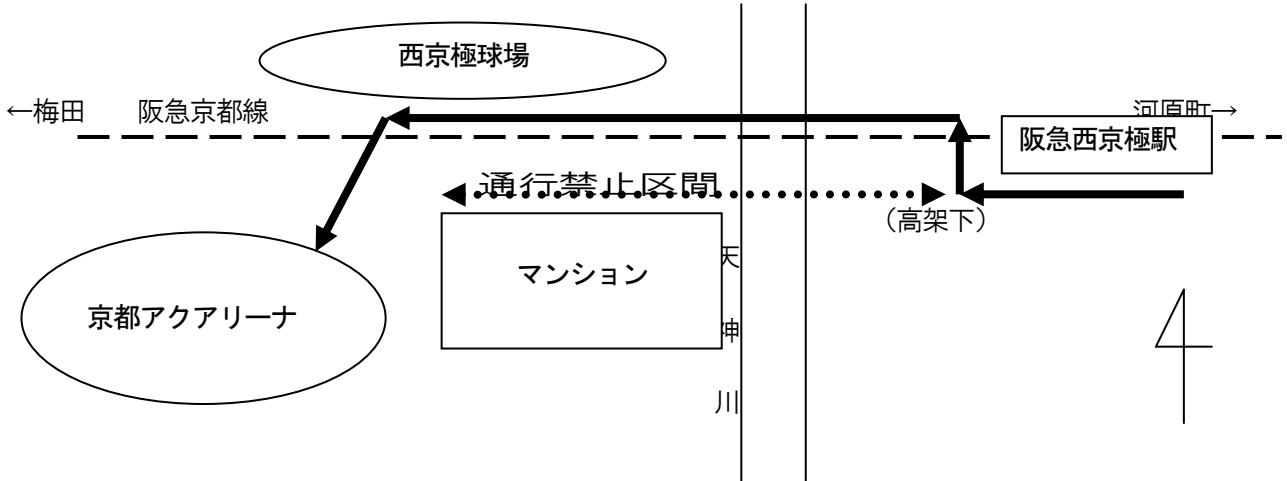 西京極球場
←梅田
阪急京都線
河原町→
阪急西京極駅
通行禁止区間
（高架下）
マンション
天神川
京都アクアリーナ